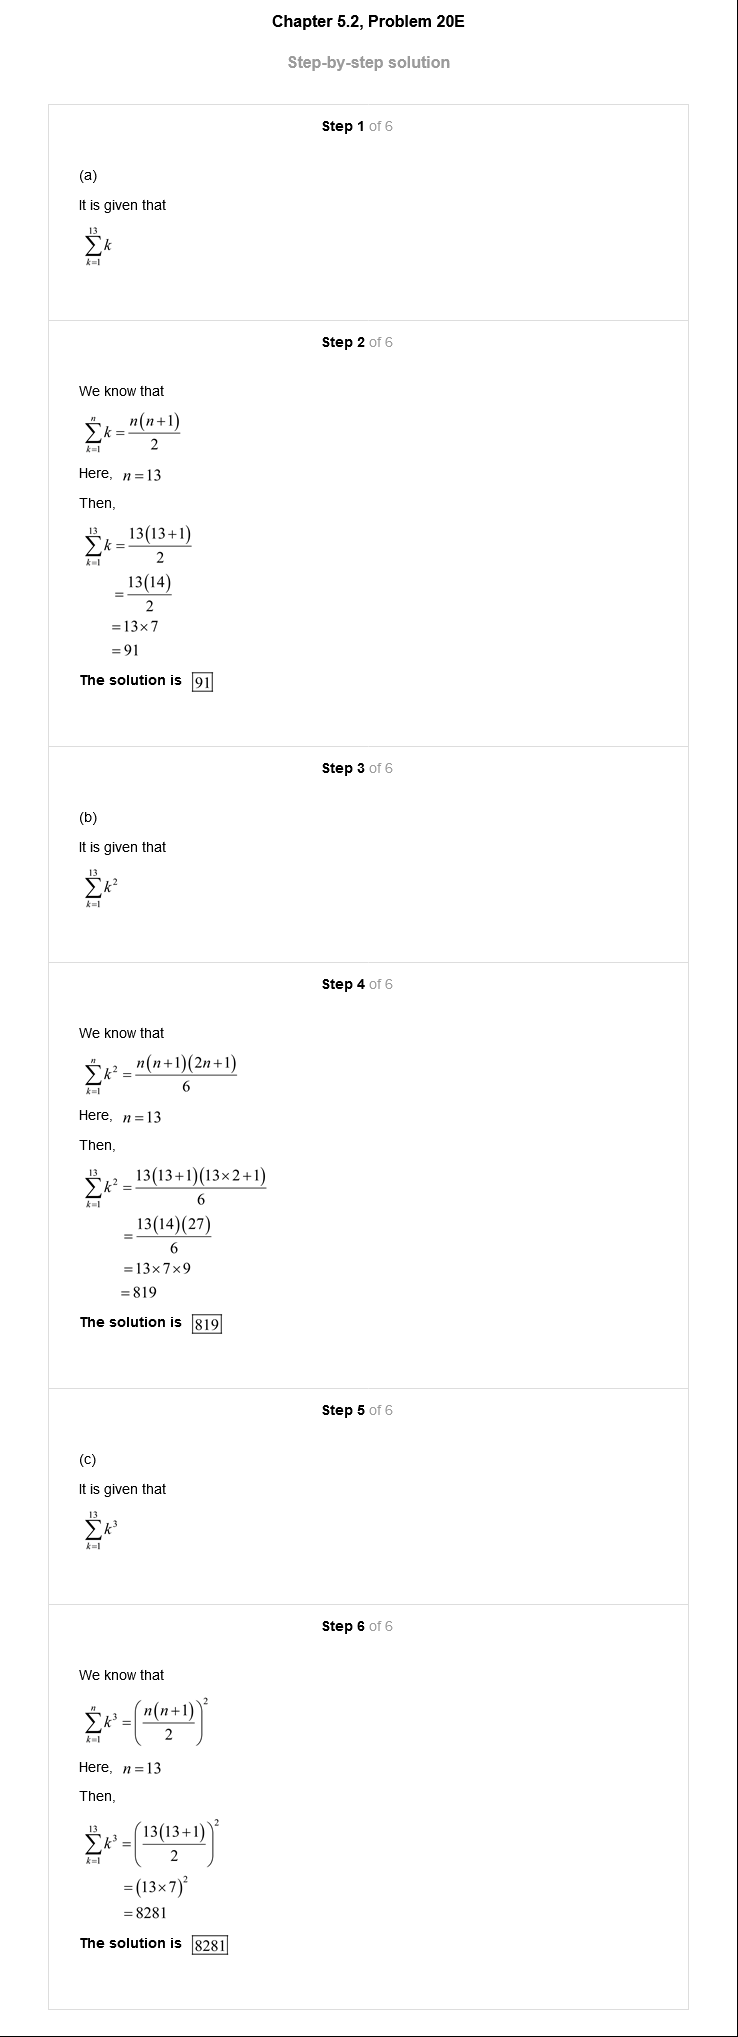 Chapter 5.2, Problem 20E
Step-by-step solution
Step 1 of 6
(a)
It is given that
$\sum_{k=1}^{13} k$
Step 2 of 6
We know that
$\sum_{k=1}^{n} k = \frac{n(n+1)}{2}$
Here, $n=13$
Then,
$\sum_{k=1}^{13} k = \frac{13(13+1)}{2}$
$= \frac{13(14)}{2}$
$= 13 \times 7$
$= 91$
The solution is 91
Step 3 of 6
(b)
It is given that
$\sum_{k=1}^{13} k^2$
Step 4 of 6
We know that
$\sum_{k=1}^{n} k^2 = \frac{n(n+1)(2n+1)}{6}$
Here, $n=13$
Then,
$\sum_{k=1}^{13} k^2 = \frac{13(13+1)(13 \times 2+1)}{6}$
$= \frac{13(14)(27)}{6}$
$= 13 \times 7 \times 9$
$= 819$
The solution is 819
Step 5 of 6
(c)
It is given that
$\sum_{k=1}^{13} k^3$
Step 6 of 6
We know that
$\sum_{k=1}^{n} k^3 = \left(\frac{n(n+1)}{2}\right)^2$
Here, $n=13$
Then,
$\sum_{k=1}^{13} k^3 = \left(\frac{13(13+1)}{2}\right)^2$
$= (13 \times 7)^2$
$= 8281$
The solution is 8281